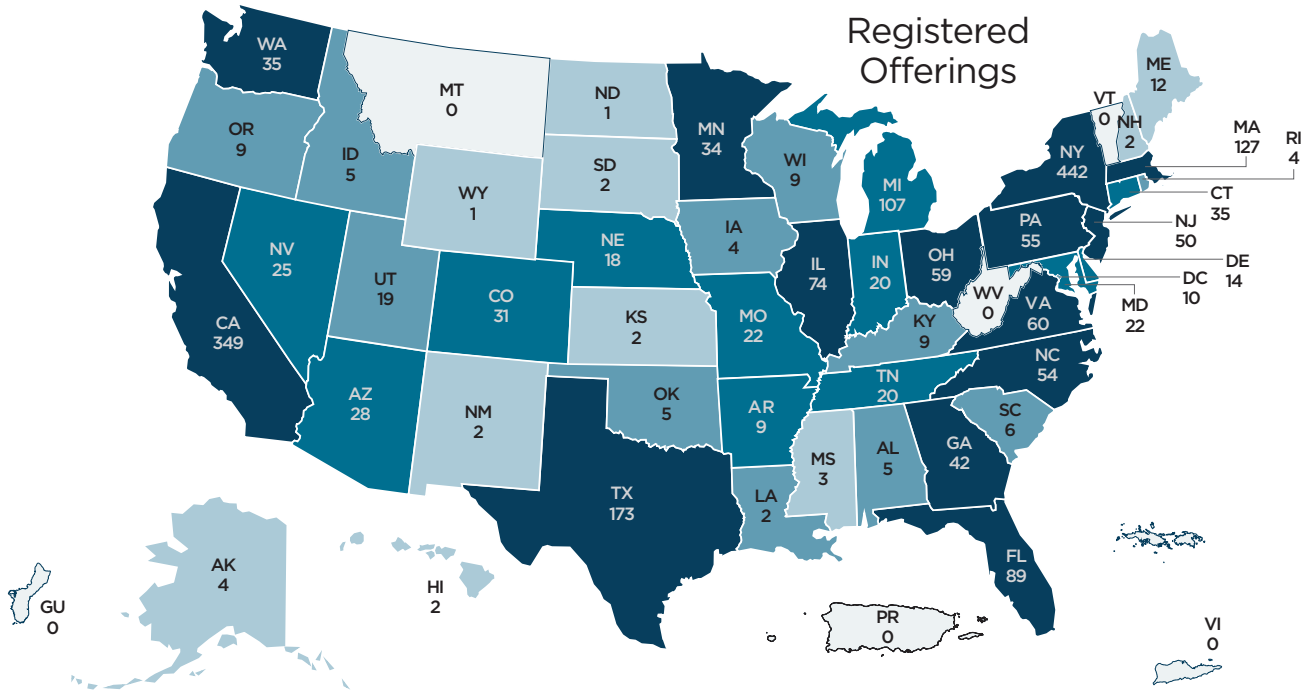 Registered
Offerings
WA
35
MT
0
ND
1
MN
34
OR
9
ID
5
SD
2
WI
9
MI
107
NY
442
VT
0
NH
2
ME
12
MA
127
RI
4
CT
35
NJ
50
DE
14
DC
10
MD
22
WY
1
NE
18
IA
4
IL
74
IN
20
OH
59
PA
55
WV
0
VA
60
NV
25
UT
19
CO
31
KS
2
MO
22
KY
9
NC
54
CA
349
AZ
28
NM
2
OK
5
AR
9
TN
20
SC
6
MS
3
AL
5
GA
42
TX
173
LA
2
FL
89
AK
4
HI
2
GU
0
PR
0
VI
0